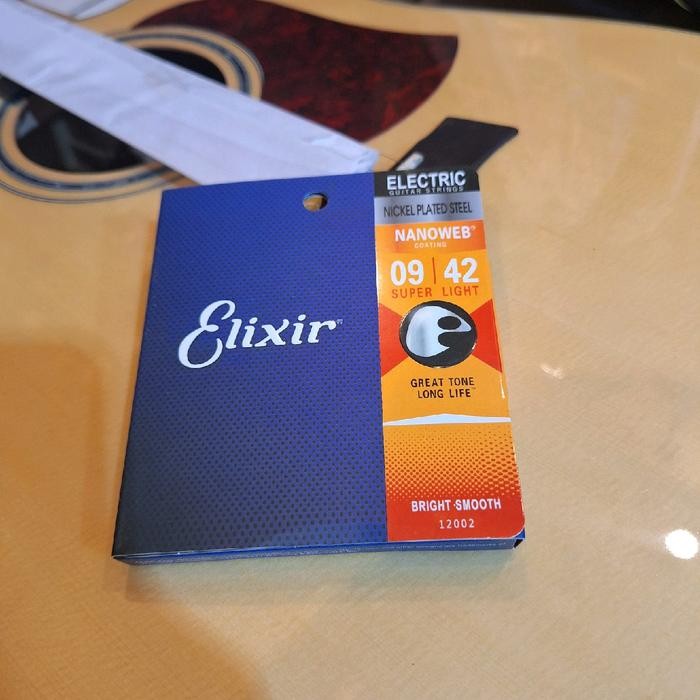 ELECTRIC
GUITAR STRINGS
NICKEL PLATED STEEL
NANOWEB®
COATING
09 | 42
SUPER LIGHT
Elixir®
GREAT TONE
LONG LIFE™
BRIGHT·SMOOTH
12002